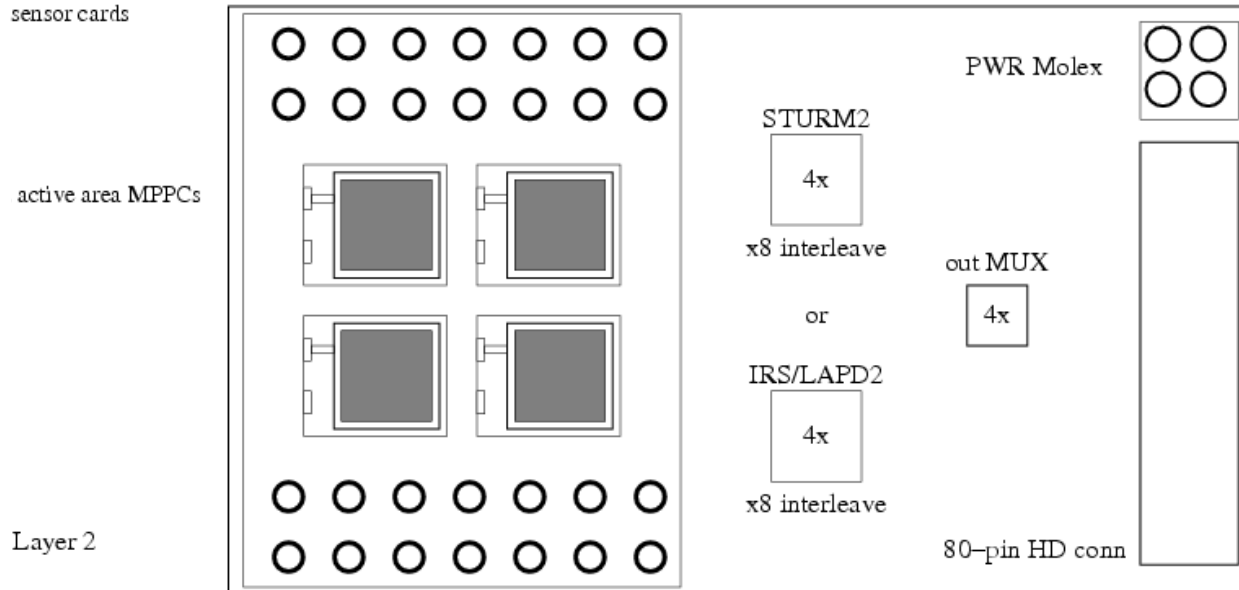 sensor cards
PWR Molex
STURM2
4x
active area MPPCs
x8 interleave
out MUX
or
4x
IRS/LAPD2
4x
x8 interleave
Layer 2
80-pin HD conn